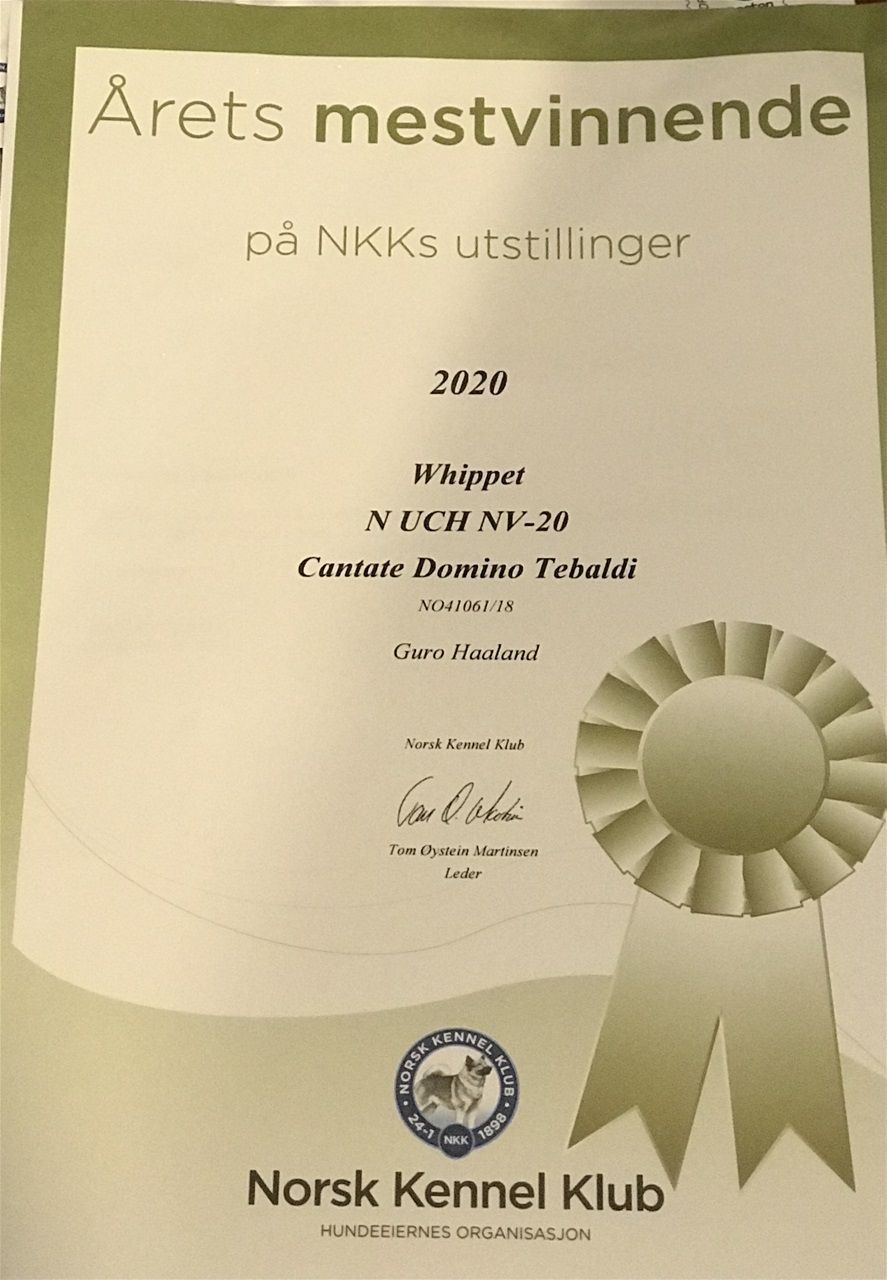 Årets mestvinnende
på NKKs utstillinger
2020
Whippet
N UCH NV-20
Cantate Domino Tebaldi
NO41061/18
Guro Haaland
Norsk Kennel Klub
Tom Øystein Martinsen
Leder
NORSK KENNEL KLUB
24-1 NKK 1898
Norsk Kennel Klub
HUNDEEIERNES ORGANISASJON